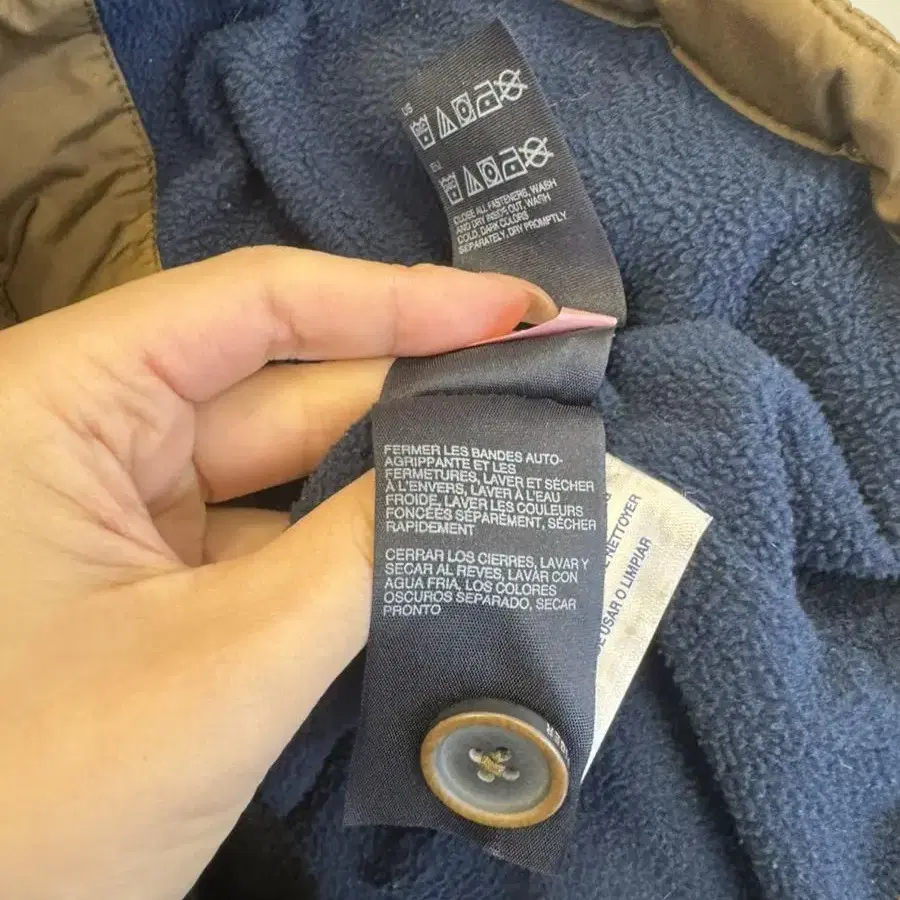 US
EU
CLOSE ALL FASTENERS, WASH
AND DRY INSIDE OUT, WASH
COLD, DARK COLORS
SEPARATELY, DRY PROMPTLY.
FERMER LES BANDES AUTO-
AGRIPPANTE ET LES
FERMETURES, LAVER ET SÉCHER
À L'ENVERS, LAVER À L'EAU
FROIDE, LAVER LES COULEURS
FONCÉES SÉPARÉMENT, SÉCHER
RAPIDEMENT
CERRAR LOS CIERRES, LAVAR Y
SECAR AL REVES, LAVAR CON
AGUA FRIA, LOS COLORES
OSCUROS SEPARADO, SECAR
PRONTO
NETTOYER
USAR O LIMPIAR